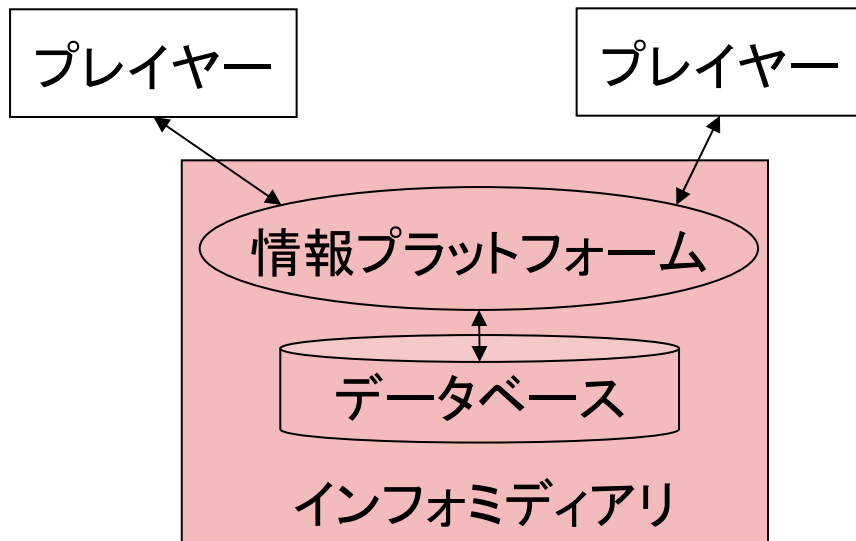 プレイヤー
プレイヤー
情報プラットフォーム
データベース
インフォミディアリ